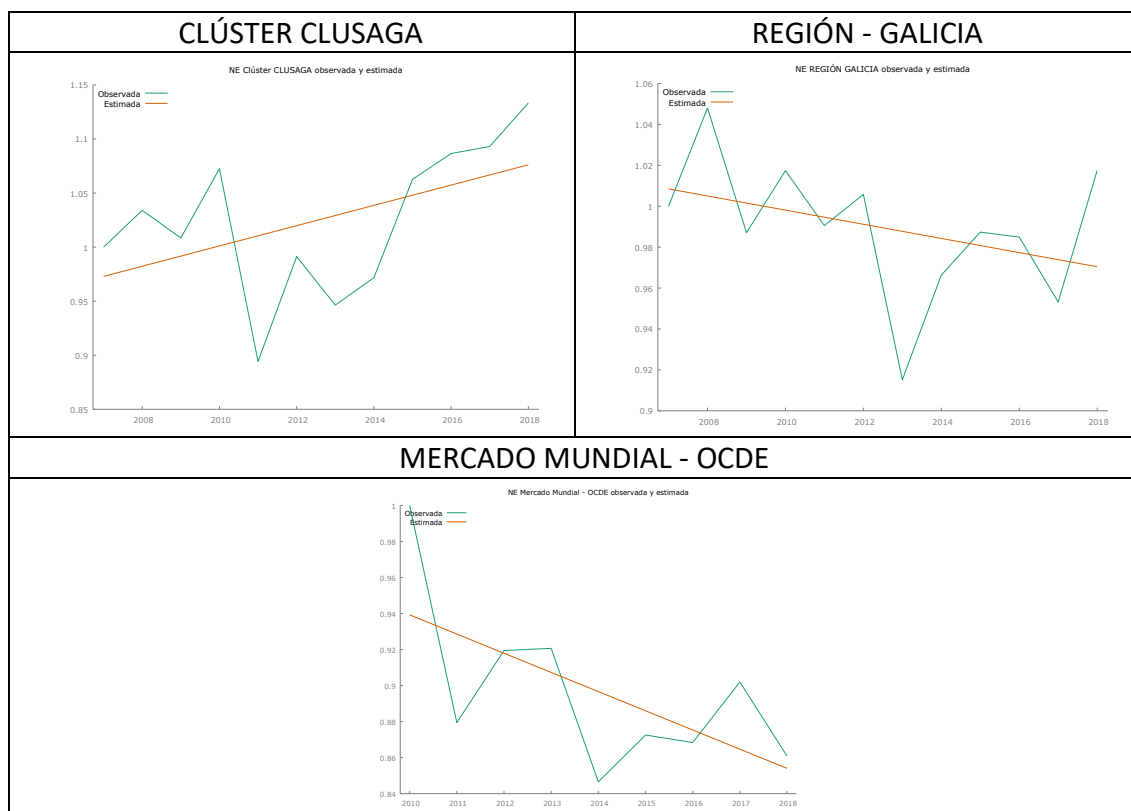 CLÚSTER CLUSAGA
REGIÓN - GALICIA
NE Clúster CLUSAGA observada y estimada
1.15
Observada
Estimada
1.1
1.05
1
0.95
0.9
0.85
2008 2010 2012 2014 2016 2018
NE REGIÓN GALICIA observada y estimada
1.06
Observada
Estimada
1.04
1.02
1
0.98
0.96
0.94
0.92
0.9
2008 2010 2012 2014 2016 2018
MERCADO MUNDIAL - OCDE
NE Mercado Mundial - OCDE observada y estimada
1
Observada
Estimada
0.98
0.96
0.94
0.92
0.9
0.88
0.86
0.84
2010 2011 2012 2013 2014 2015 2016 2017 2018